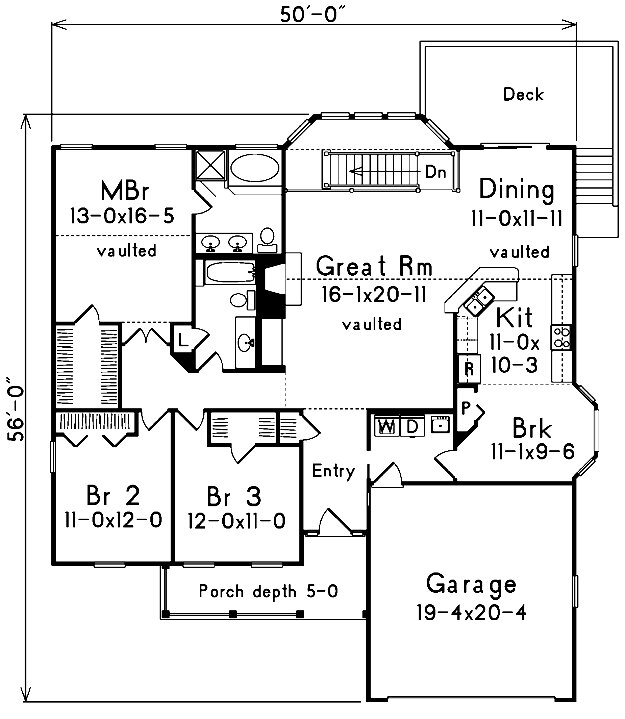 50'-0"
Deck
Dn
MBr
13-0x16-5
vaulted
Dining
11-0x11-11
vaulted
Great Rm
16-1x20-11
vaulted
Kit
11-0x
10-3
L
R
P
56'-0"
W D
Brk
11-1x9-6
Entry
Br 2
11-0x12-0
Br 3
12-0x11-0
Porch depth 5-0
Garage
19-4x20-4